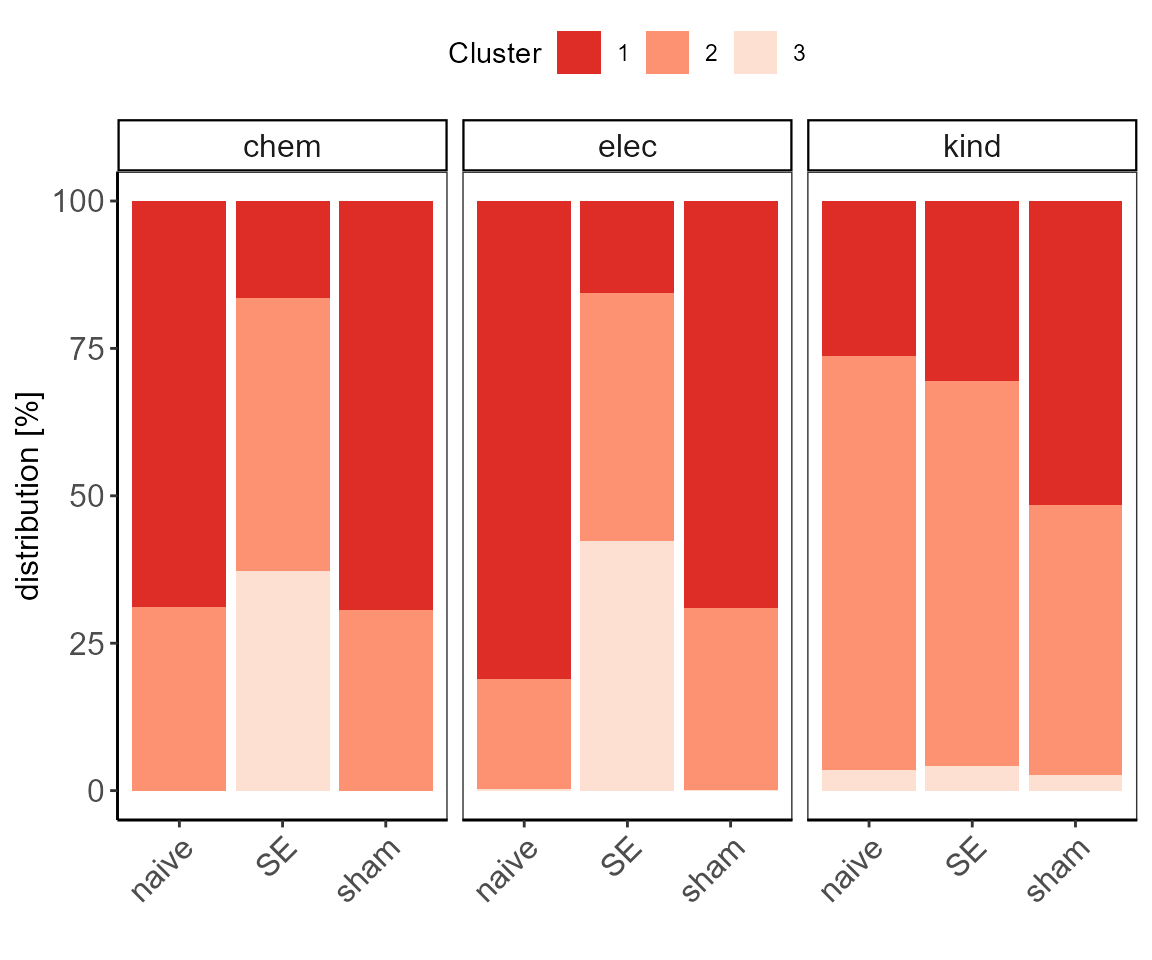 Cluster 1 2 3
chem elec kind
distribution [%]
100
75
50
25
0
naive SE sham naive SE sham naive SE sham